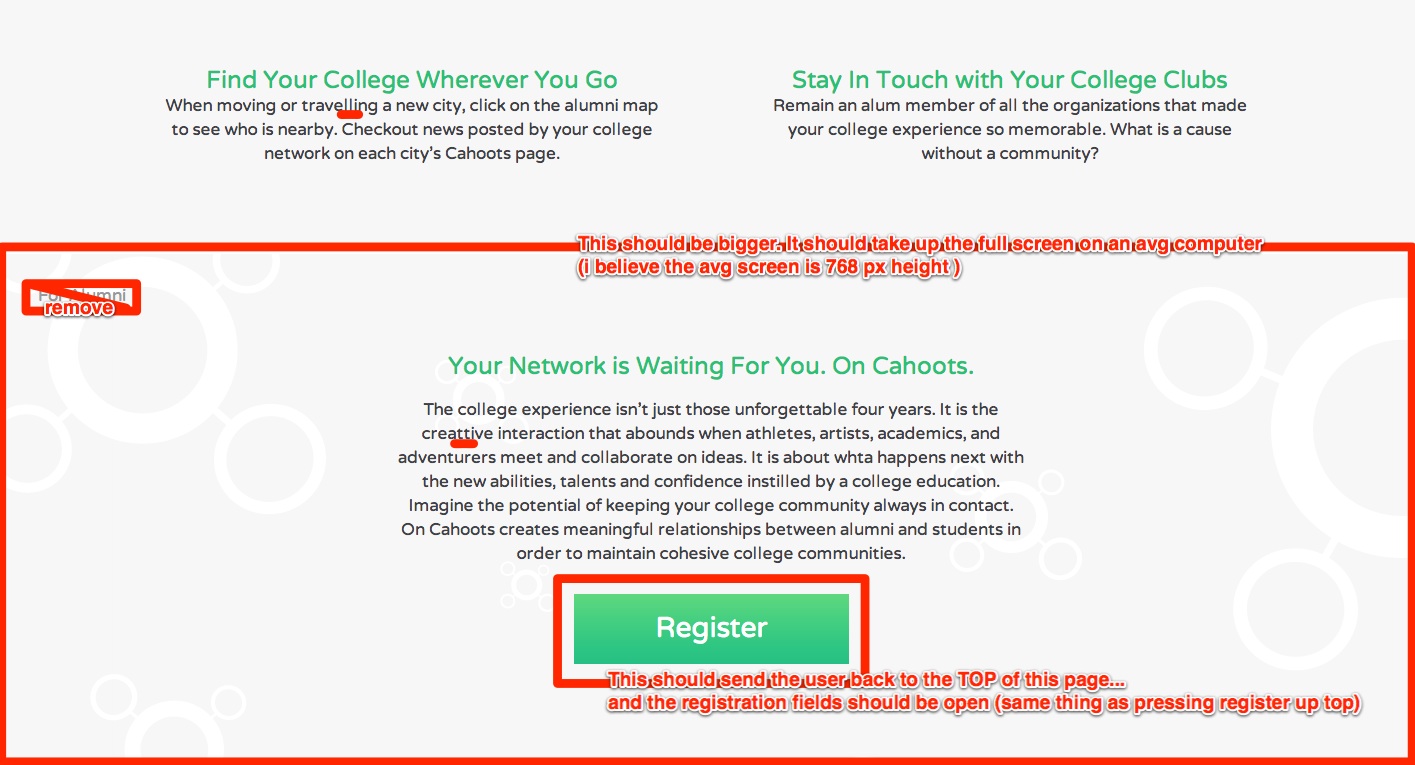 Find Your College Wherever You Go
When moving or travelling a new city, click on the alumni map
to see who is nearby. Checkout news posted by your college
network on each city's Cahoots page.
Stay In Touch with Your College Clubs
Remain an alum member of all the organizations that made
your college experience so memorable. What is a cause
without a community?
This should be bigger. It should take up the full screen on an avg computer
(i believe the avg screen is 768 px height )
For Alumni
remove
Your Network is Waiting For You. On Cahoots.
The college experience isn't just those unforgettable four years. It is the
creattive interaction that abounds when athletes, artists, academics, and
adventurers meet and collaborate on ideas. It is about whta happens next with
the new abilities, talents and confidence instilled by a college education.
Imagine the potential of keeping your college community always in contact.
On Cahoots creates meaningful relationships between alumni and students in
order to maintain cohesive college communities.
Register
This should send the user back to the TOP of this page...
and the registration fields should be open (same thing as pressing register up top)